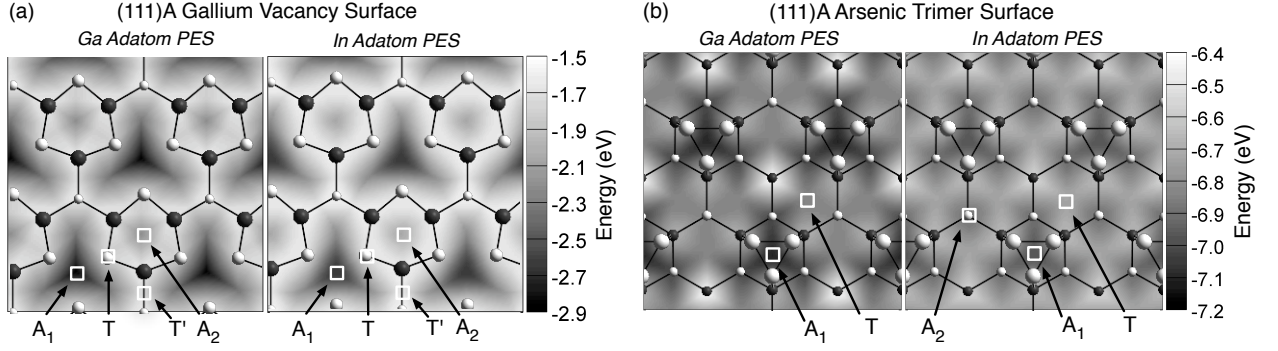 (a)
(111)A Gallium Vacancy Surface
Ga Adatom PES
In Adatom PES
-1.5
-1.7
-1.9
-2.1
-2.3
-2.5
-2.7
-2.9
Energy (eV)
A1
T
T'
A2
A1
T
T'
A2
(b)
(111)A Arsenic Trimer Surface
Ga Adatom PES
In Adatom PES
-6.4
-6.5
-6.6
-6.7
-6.8
-6.9
-7.0
-7.1
-7.2
Energy (eV)
A1
T
A2
A1
T